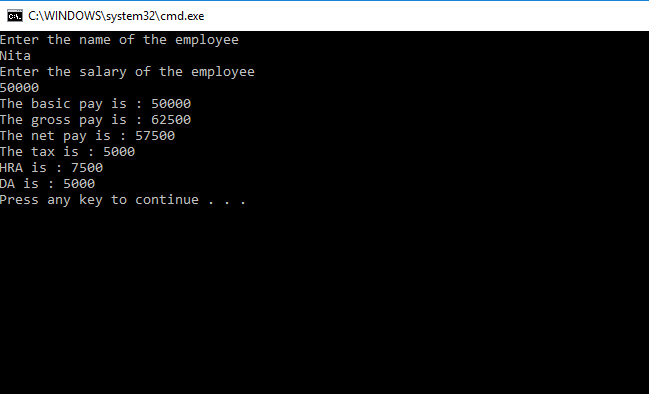 C:\WINDOWS\system32\cmd.exe
Enter the name of the employee
Nita
Enter the salary of the employee
50000
The basic pay is : 50000
The gross pay is : 62500
The net pay is : 57500
The tax is : 5000
HRA is : 7500
DA is : 5000
Press any key to continue . . .